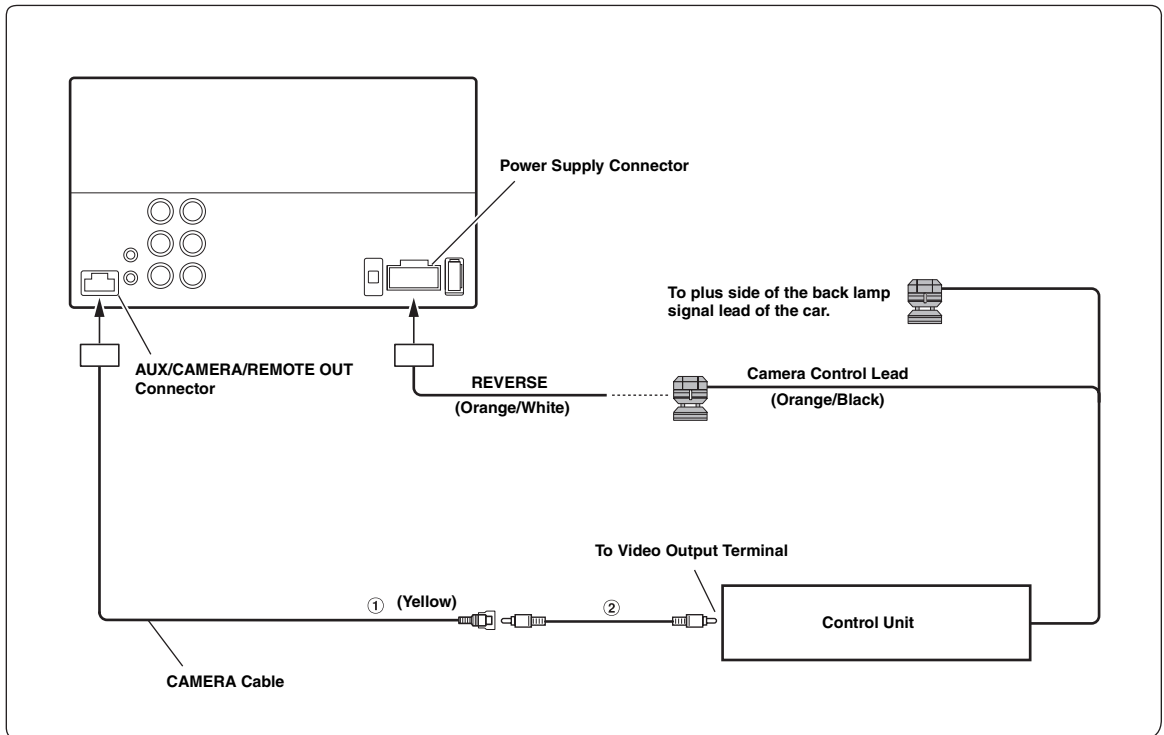 Power Supply Connector
To plus side of the back lamp
signal lead of the car.
AUX/CAMERA/REMOTE OUT
Connector
REVERSE
(Orange/White)
Camera Control Lead
(Orange/Black)
To Video Output Terminal
① (Yellow)
②
Control Unit
CAMERA Cable